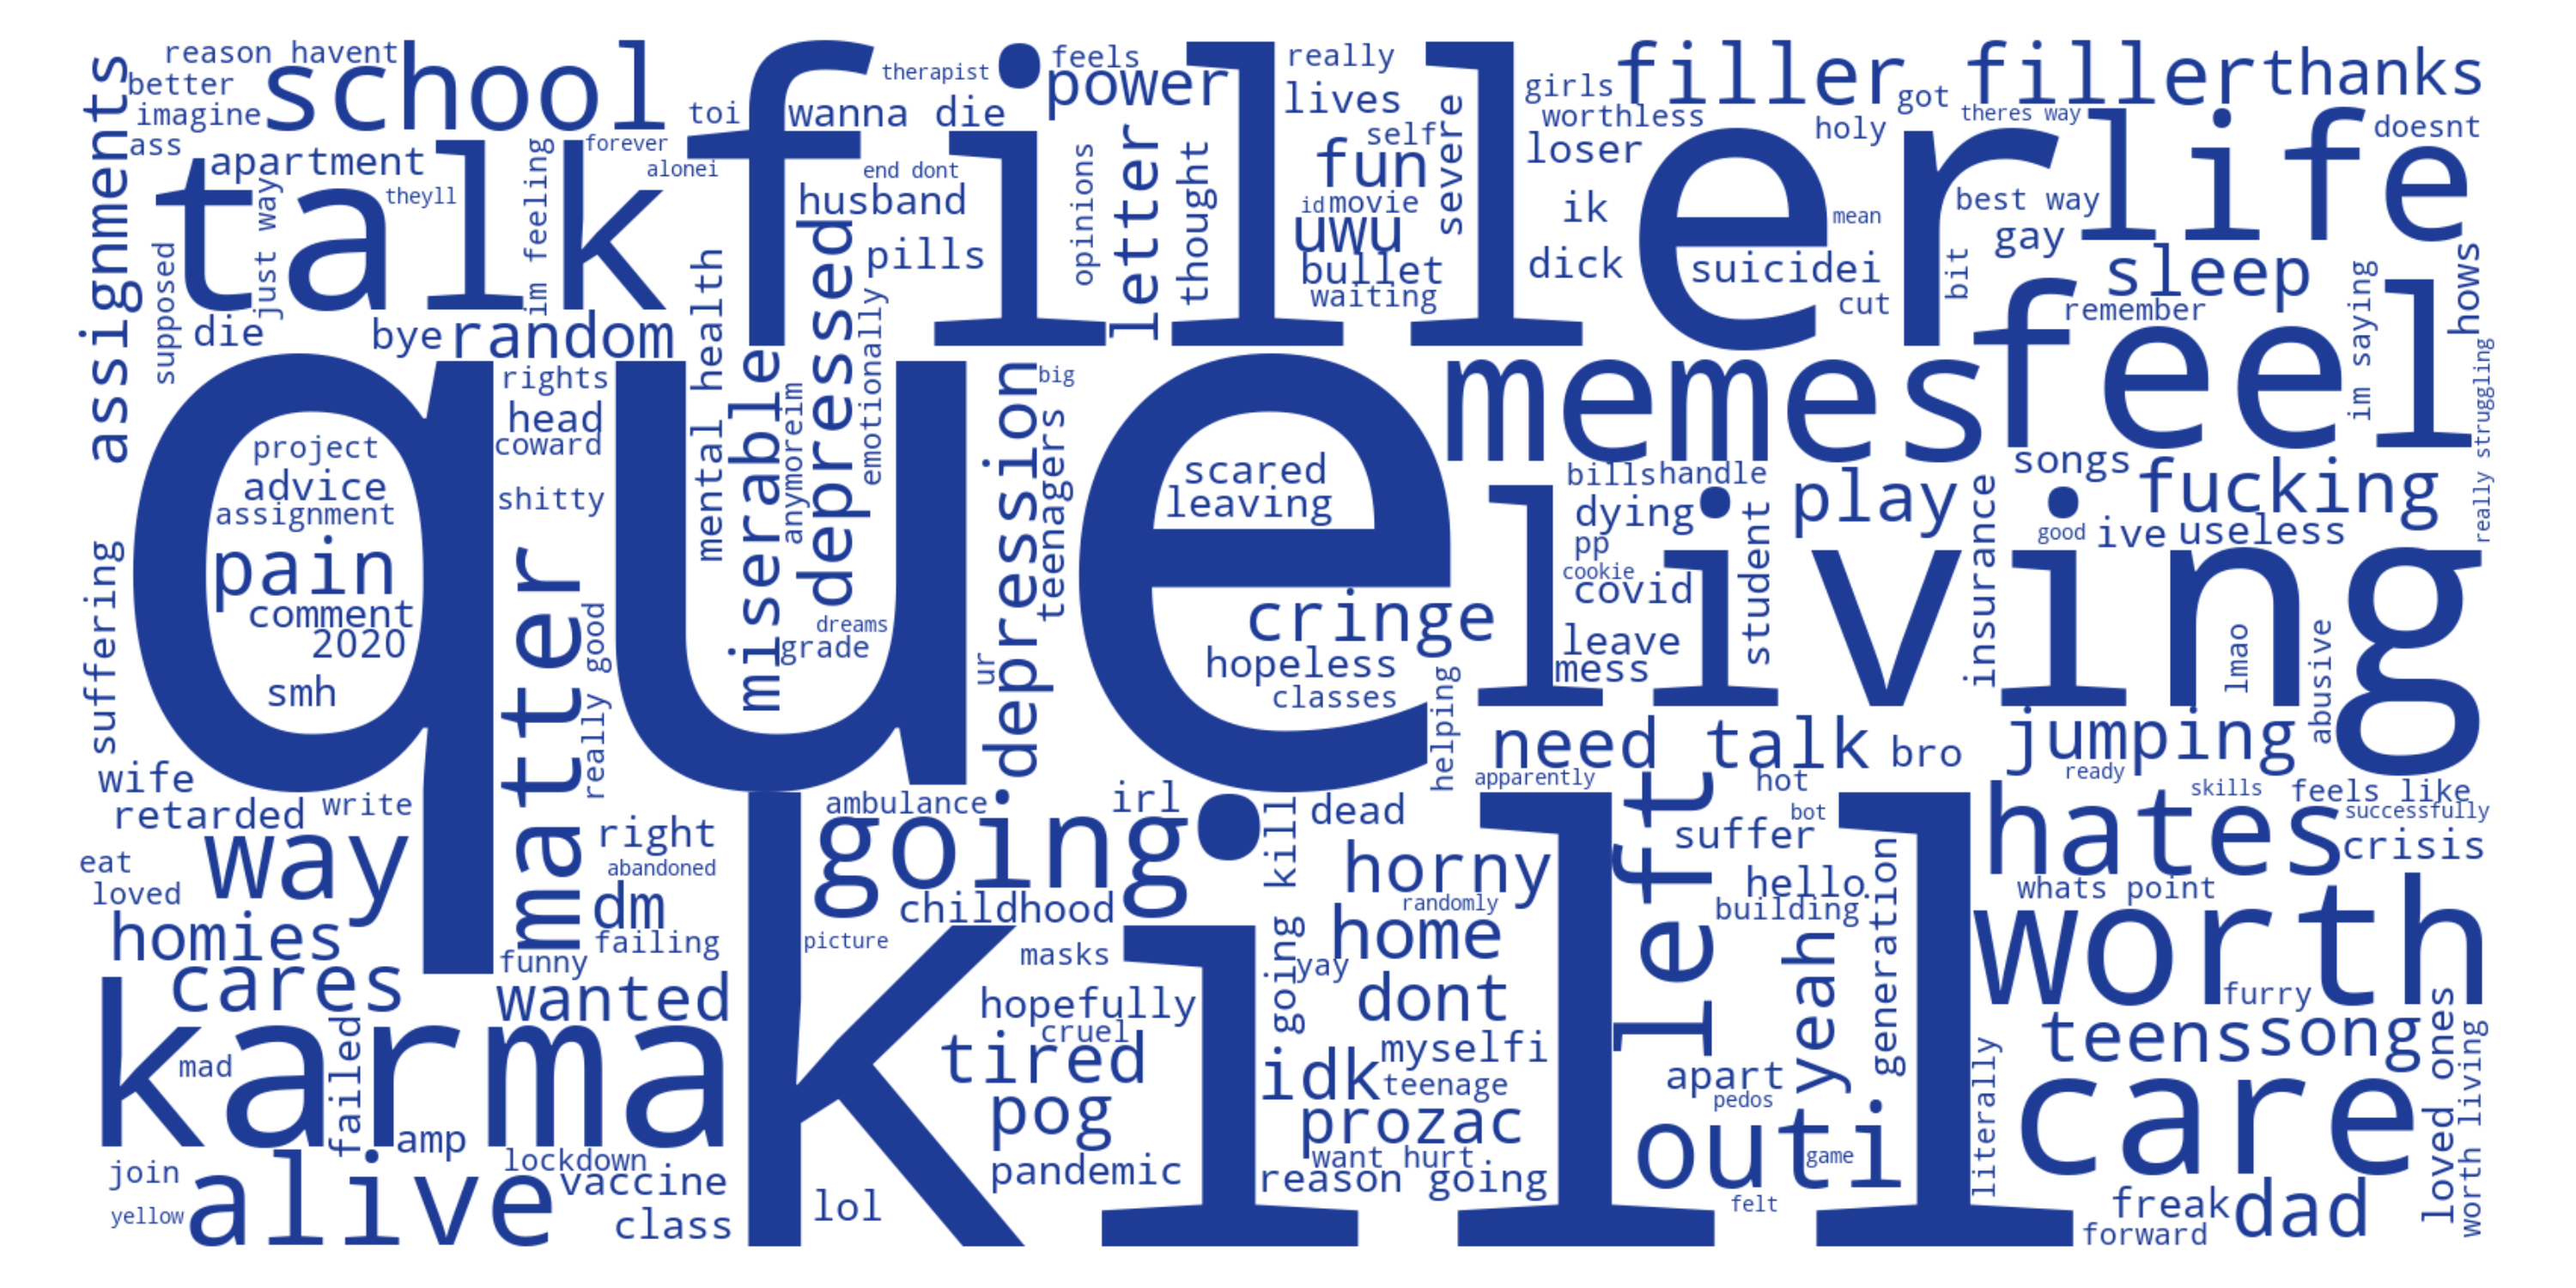 reason havent
better
imagine
school
ass
assignments
apartment
talk
theyll
just way
supposed
die
im feeling
bye
random
toi
forever
alonei
filler
therapist
wanna die
end dont
husband
pills
depressed
emotionally
feels
power
opinions
letter
thought
really
lives
self
fun
id
movie
uwu
severe
bullet
waiting
girls
worthless
loser
ik
dick
filler filler
got
theres way
holy
mean
suicidei
cut
bit
best way
gay
thanks
life
doesnt
sleep
remember
hows
im saying
feel
really struggling
memes
que
project
advice
assignment
pain
comment
2020
smh
rights
head
coward
shitty
matter
really good
mental health
miserable
anymoreim
dreams
grade
depression
big
teenagers
ur
scared
leaving
cringe
hopeless
classes
helping
living
bills
handle
dying
pp
cookie
covid
leave
mess
student
play
insurance
songs
fucking
good
ive
useless
lmao
abusive
suffering
wife
retarded
write
eat
loved
way
homies
cares
right
abandoned
dm
failing
funny
wanted
karma
mad
failed
amp
join
yellow
alive
lockdown
vaccine
class
kill
lol
ambulance
going
irl
childhood
picture
masks
hopefully
cruel
tired
pog
pandemic
going kill
dead
horny
randomly
home
yay
dont
myselfi
idk
teenage
prozac
want hurt
reason going
need talk
apparently
bro
hot
bot
left
suffer
hello
building
generation
yeah
apart
pedos
outi
game
felt
literally
jumping
ready
skills
feels like
successfully
hates
crisis
whats point
worth
furry
teens
song
care
loved ones
worth living
freak
dad
forward